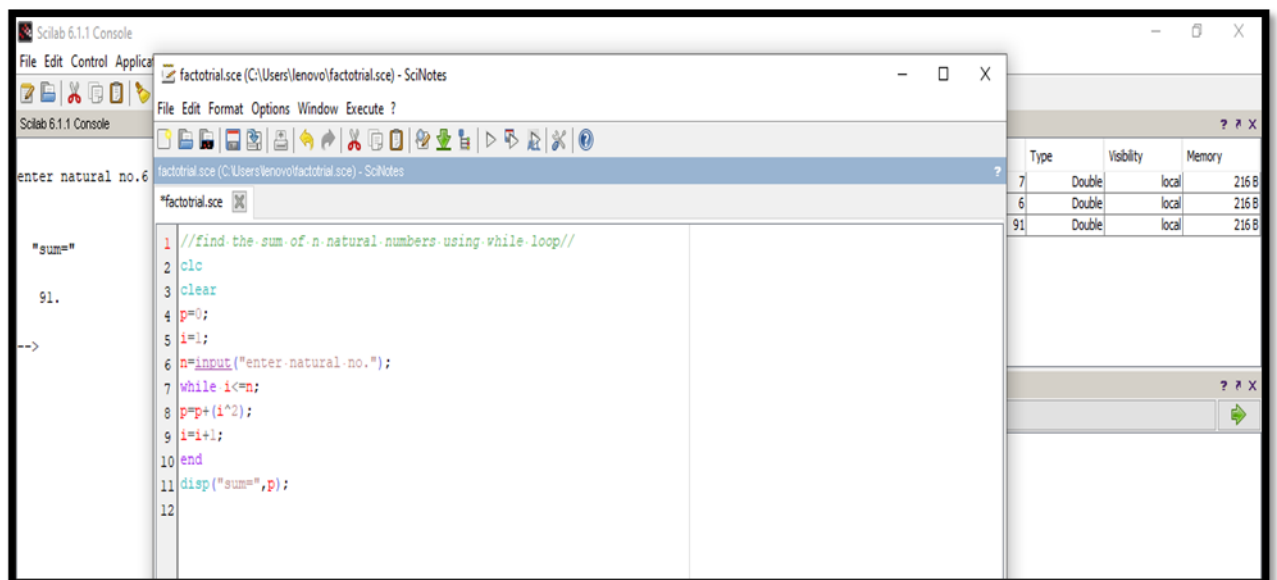 Scilab 6.1.1 Console
File Edit Control Applicat
Scilab 6.1.1 Console
enter natural no.6
"sum="
91.
-->
factotrial.sce (C:\Users\lenovo\factotrial.sce) - SciNotes
File Edit Format Options Window Execute ?
factotrial.sce (C:\Users\lenovo\factotrial.sce) - SciNotes ?
*factotrial.sce
1 //find the sum of n natural numbers using while loop//
2 clc
3 clear
4 p=0;
5 i=1;
6 n=input("enter natural no.");
7 while i<=n;
8 p=p+(i^2);
9 i=i+1;
10 end
11 disp("sum=",p);
12
Type Visibility Memory
7 Double local 216 B
6 Double local 216 B
91 Double local 216 B